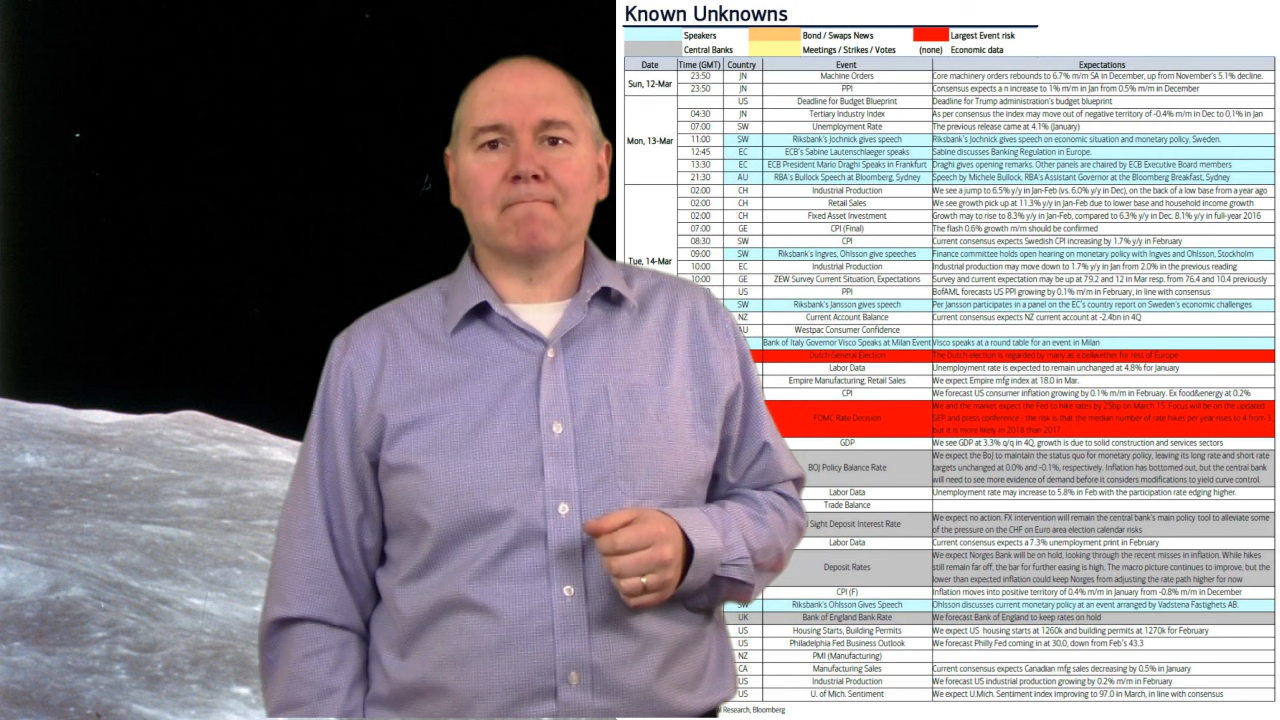 Known Unknowns
Speakers Bond / Swaps News Largest Event risk
Central Banks Meetings / Strikes / Votes (none) Economic data
Date Time (GMT) Country Event Expectations
Sun, 12-Mar 23:50 JN Machine Orders Core machinery orders rebounds to 6.7% m/m SA in December, up from November's 5.1% decline.
23:50 JN PPI Consensus expects a n increase to 1% m/m in Jan from 0.5% m/m in December
US Deadline for Budget Blueprint Deadline for Trump administration's budget blueprint
04:30 JN Tertiary Industry Index As per consensus the index may move out of negative territory of -0.4% m/m in Dec to 0.1% in Jan
07:00 SW Unemployment Rate The previous release came at 4.1% (January)
Mon, 13-Mar 11:00 SW Riksbank's Jochnick gives speech Riksbank's Jochnick gives speech on economic situation and monetary policy, Sweden.
12:45 EC ECB's Sabine Lautenschlaeger speaks Sabine discusses Banking Regulation in Europe.
13:30 EC ECB President Mario Draghi Speaks in Frankfurt Draghi gives opening remarks. Other panels are chaired by ECB Executive Board members
21:30 AU RBA's Bullock Speech at Bloomberg, Sydney Speech by Michele Bullock, RBA's Assistant Governor at the Bloomberg Breakfast, Sydney
02:00 CH Industrial Production We see a jump to 6.5% y/y in Jan-Feb (vs. 6.0% y/y in Dec), on the back of a low base from a year ago
02:00 CH Retail Sales We see growth pick up at 11.3% y/y in Jan-Feb due to lower base and household income growth
02:00 CH Fixed Asset Investment Growth may to rise to 8.3% y/y in Jan-Feb, compared to 6.3% y/y in Dec. 8.1% y/y in full-year 2016
07:00 GE CPI (Final) The flash 0.6% growth m/m should be confirmed
08:30 SW CPI Current consensus expects Swedish CPI increasing by 1.7% y/y in February
09:00 SW Riksbank's Ingves, Ohlsson give speeches Finance committee holds open hearing on monetary policy with Ingves and Ohlsson, Stockholm
Tue, 14-Mar 10:00 EC Industrial Production Industrial production may move down to 1.7% y/y in Jan from 2.0% in the previous reading
10:00 GE ZEW Survey Current Situation, Expectations Survey and current expectation may be up at 79.2 and 12 in Mar resp. from 76.4 and 10.4 previously
US PPI BofAML forecasts US PPI growing by 0.1% m/m in February, in line with consensus
SW Riksbank's Jansson gives speech Per Jansson participates in a panel on the EC's country report on Sweden's economic challenges
NZ Current Account Balance Current consensus expects NZ current account at -2.4bn in 4Q
AU Westpac Consumer Confidence
Bank of Italy Governor Visco Speaks at Milan Event Visco speaks at a round table for an event in Milan
Dutch General Election The Dutch election is regarded by many as a bellwether for rest of Europe
Labor Data Unemployment rate is expected to remain unchanged at 4.8% for January
Empire Manufacturing, Retail Sales We expect Empire mfg index at 18.0 in Mar.
CPI We forecast US consumer inflation growing by 0.1% m/m in February. Ex food&energy at 0.2%
We and the market expect the Fed to hike rates by 25bp on March 15. Focus will be on the updated
FOMC Rate Decision SEP and press conference - the risk is that the median number of rate hikes per year rises to 4 from 3,
but it is more likely in 2018 than 2017.
GDP We see GDP at 3.3% q/q in 4Q, growth is due to solid construction and services sectors
We expect the BoJ to maintain the status quo for monetary policy, leaving its long rate and short rate
BOJ Policy Balance Rate targets unchanged at 0.0% and -0.1%, respectively. Inflation has bottomed out, but the central bank
will need to see more evidence of demand before it considers modifications to yield curve control.
Labor Data Unemployment rate may increase to 5.8% in Feb with the participation rate edging higher.
Trade Balance
We expect no action. FX intervention will remain the central bank's main policy tool to alleviate some
Sight Deposit Interest Rate of the pressure on the CHF on Euro area election calendar risks
Labor Data Current consensus expects a 7.3% unemployment print in February
We expect Norges Bank will be on hold, looking through the recent misses in inflation. While hikes
Deposit Rates still remain far off, the bar for further easing is high. The macro picture continues to improve, but the
lower than expected inflation could keep Norges from adjusting the rate path higher for now
CPI (F) Inflation moves into positive territory of 0.4% m/m in January from -0.8% m/m in December
SW Riksbank's Ohlsson Gives Speech Ohlsson discusses current monetary policy at an event arranged by Vadstena Fastighets AB.
UK Bank of England Bank Rate We forecast Bank of England to keep rates on hold
US Housing Starts, Building Permits We expect US housing starts at 1260k and building permits at 1270k for February
US Philadelphia Fed Business Outlook We forecast Philly Fed coming in at 30.0, down from Feb's 43.3
NZ PMI (Manufacturing)
CA Manufacturing Sales Current consensus expects Canadian mfg sales decreasing by 0.5% in January
US Industrial Production We forecast US industrial production growing by 0.2% m/m in February
US U. of Mich. Sentiment We expect U.Mich. Sentiment index improving to 97.0 in March, in line with consensus
Research, Bloomberg